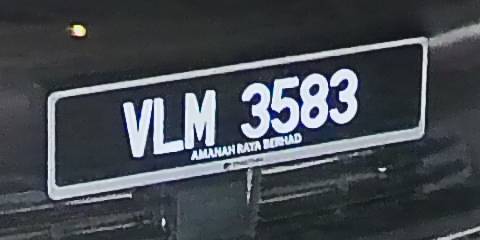 VLM 3583
AMANAH RAYA BERHAD